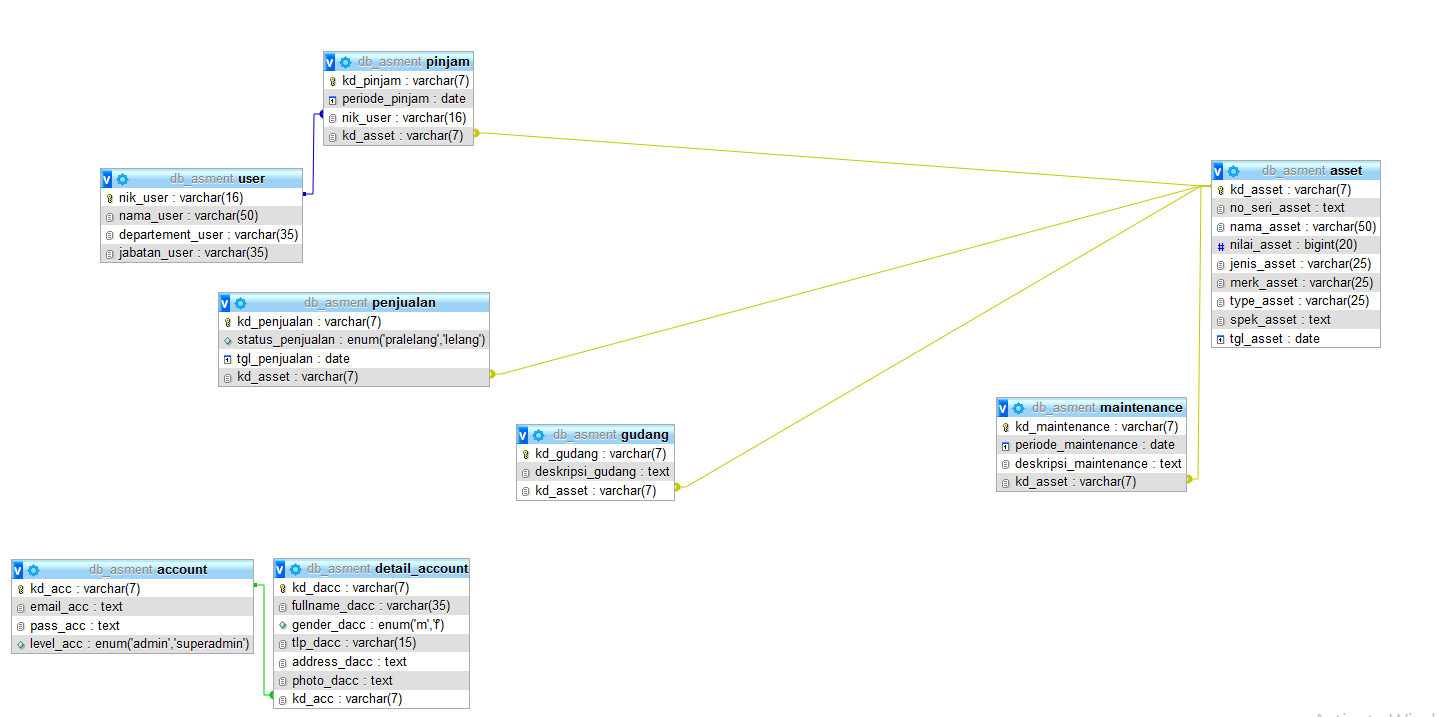 db_asment pinjam
kd_pinjam : varchar(7)
periode_pinjam : date
nik_user : varchar(16)
kd_asset : varchar(7)
db_asment user
nik_user : varchar(16)
nama_user : varchar(50)
departement_user : varchar(35)
jabatan_user : varchar(35)
db_asment asset
kd_asset : varchar(7)
no_seri_asset : text
nama_asset : varchar(50)
nilai_asset : bigint(20)
jenis_asset : varchar(25)
merk_asset : varchar(25)
type_asset : varchar(25)
spek_asset : text
tgl_asset : date
db_asment penjualan
kd_penjualan : varchar(7)
status_penjualan : enum('pralelang','lelang')
tgl_penjualan : date
kd_asset : varchar(7)
db_asment gudang
kd_gudang : varchar(7)
deskripsi_gudang : text
kd_asset : varchar(7)
db_asment maintenance
kd_maintenance : varchar(7)
periode_maintenance : date
deskripsi_maintenance : text
kd_asset : varchar(7)
db_asment account
kd_acc : varchar(7)
email_acc : text
pass_acc : text
level_acc : enum('admin','superadmin')
db_asment detail_account
kd_dacc : varchar(7)
fullname_dacc : varchar(35)
gender_dacc : enum('m','f')
tlp_dacc : varchar(15)
address_dacc : text
photo_dacc : text
kd_acc : varchar(7)